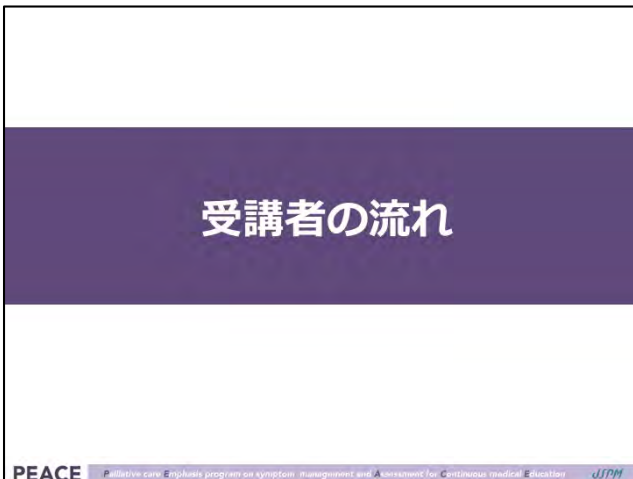 受講者の流れ
PEACE Palliative care Emphasis program on symptom management and Assessment for Continuous medical Education JSPM